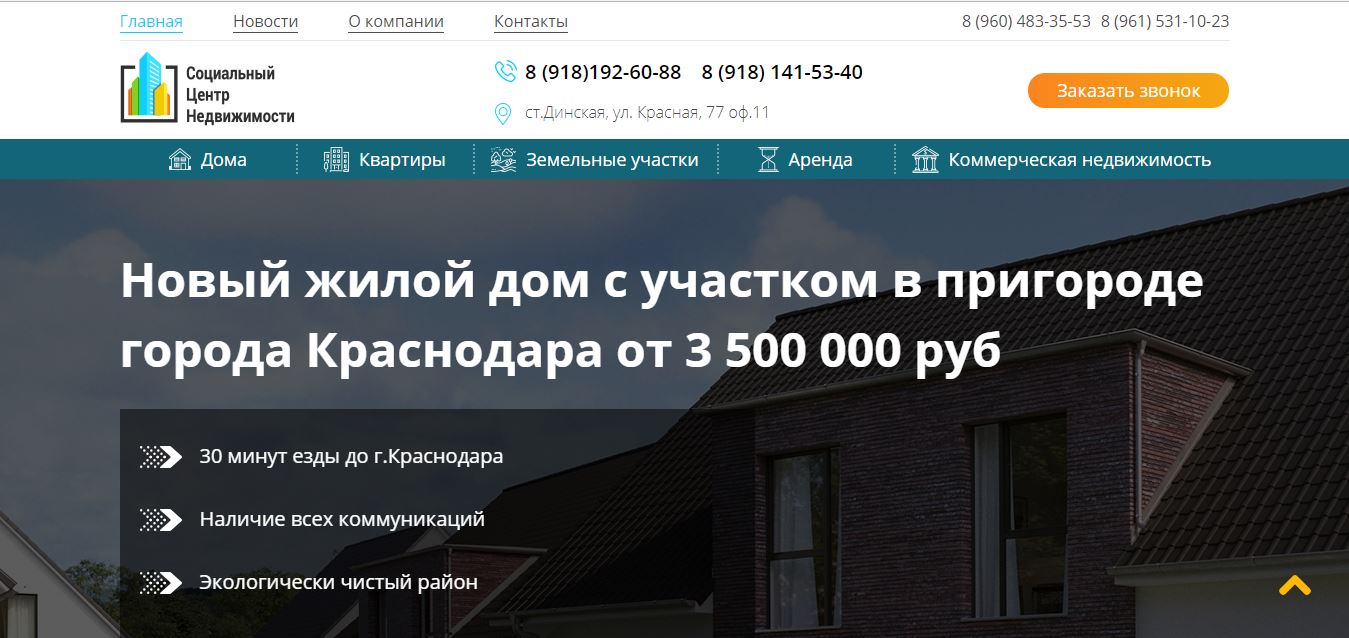 Главная Новости О компании Контакты 8 (960) 483-35-53 8 (961) 531-10-23
Социальный
Центр
Недвижимости
8 (918)192-60-88 8 (918) 141-53-40
ст.Динская, ул. Красная, 77 оф.11
Заказать звонок
Дома Квартиры Земельные участки Аренда Коммерческая недвижимость
Новый жилой дом с участком в пригороде
города Краснодара от 3 500 000 руб
30 минут езды до г.Краснодара
Наличие всех коммуникаций
Экологически чистый район